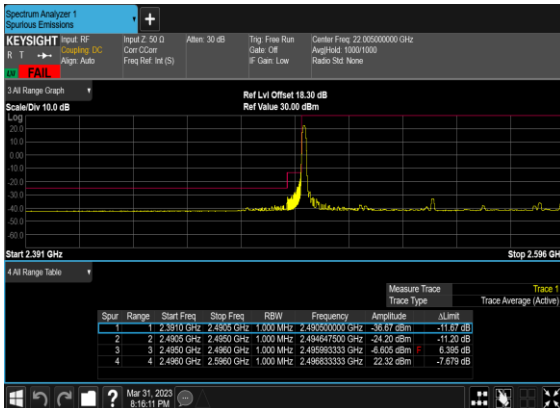 Spectrum Analyzer 1
Spurious Emissions
KEYSIGHT
R T
LVI
FAIL
Input: RF
Coupling: DC
Align: Auto
Input Z: 50 Ω
Corr CCorr
Freq Ref: Int (S)
Atten: 30 dB
Trig: Free Run
Gate: Off
IF Gain: Low
Center Freq: 22.005000000 GHz
Avg|Hold: 1000/1000
Radio Std: None
3 All Range Graph
Scale/Div 10.0 dB
Ref Lvl Offset 18.30 dB
Ref Value 30.00 dBm
Log
20.0
10.0
0.00
-10.0
-20.0
-30.0
-40.0
-50.0
-60.0
Start 2.391 GHz
Stop 2.596 GH
4 All Range Table
Measure Trace Trace 1
Trace Type Trace Average (Active)
Spur Range Start Freq Stop Freq RBW Frequency Amplitude ΔLimit
1 1 2.3910 GHz 2.4905 GHz 1.000 MHz 2.490500000 GHz -36.67 dBm -11.67 dB
2 2 2.4905 GHz 2.4950 GHz 1.000 MHz 2.494647500 GHz -24.20 dBm -11.20 dB
3 3 2.4950 GHz 2.4960 GHz 1.000 MHz 2.495993333 GHz -6.605 dBm F 6.395 dB
4 4 2.4960 GHz 2.5960 GHz 1.000 MHz 2.496833333 GHz 22.32 dBm -7.679 dB
?
Mar 31, 2023
8:16:11 PM